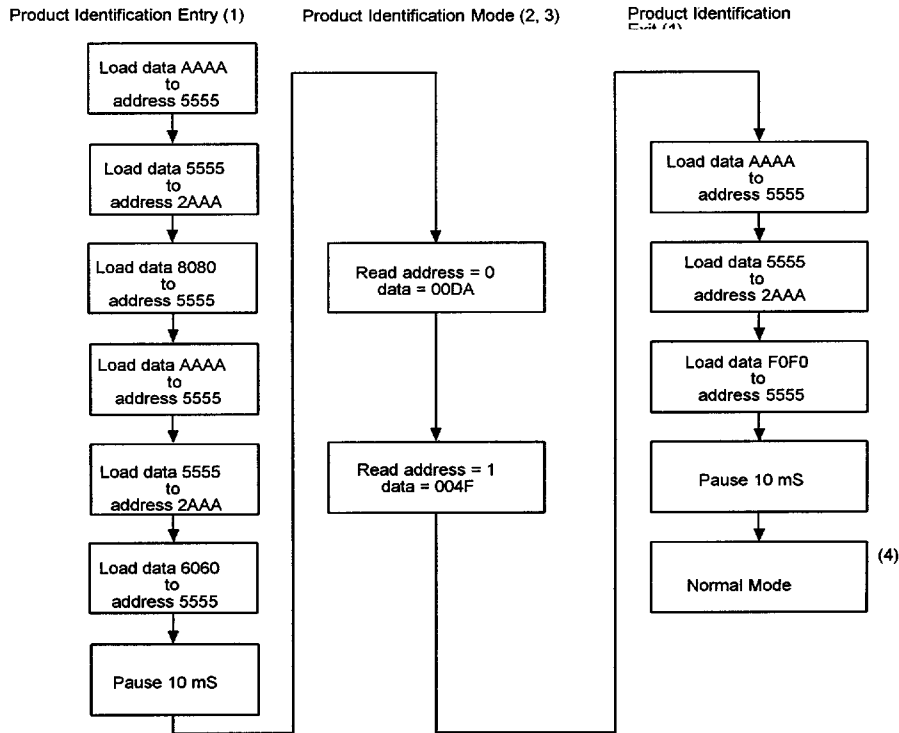 Product Identification Entry (1)
Load data AAAA
to
address 5555
Load data 5555
to
address 2AAA
Load data 8080
to
address 5555
Load data AAAA
to
address 5555
Load data 5555
to
address 2AAA
Load data 6060
to
address 5555
Pause 10 mS
Product Identification Mode (2, 3)
Read address = 0
data = 00DA
Read address = 1
data = 004F
Product Identification
Load data AAAA
to
address 5555
Load data 5555
to
address 2AAA
Load data F0F0
to
address 5555
Pause 10 mS
Normal Mode
(4)